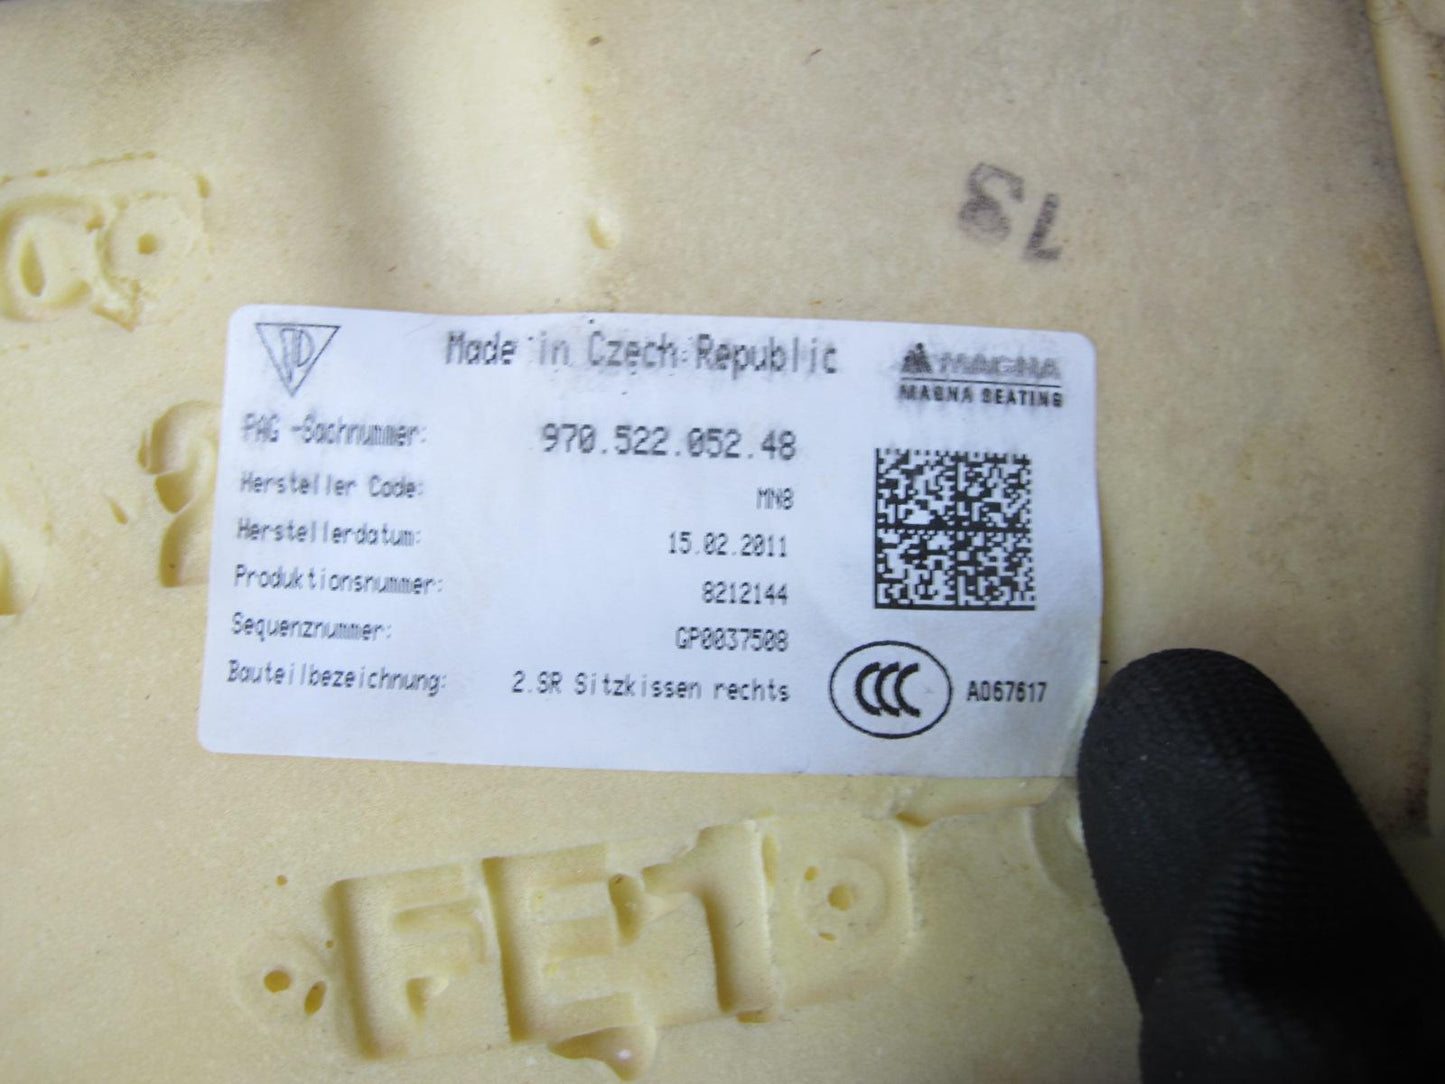 13
Made in Czech Republic
MAGNA
MAGNA SEATING
PAG -Sachnummer: 970.522.052.48
Hersteller Code: MN8
Herstellerdatum: 15.02.2011
Produktionsnummer: 8212144
Sequenznummer: GP0037508
Bauteilbezeichnung: 2.SR Sitzkissen rechts
CCC A067617